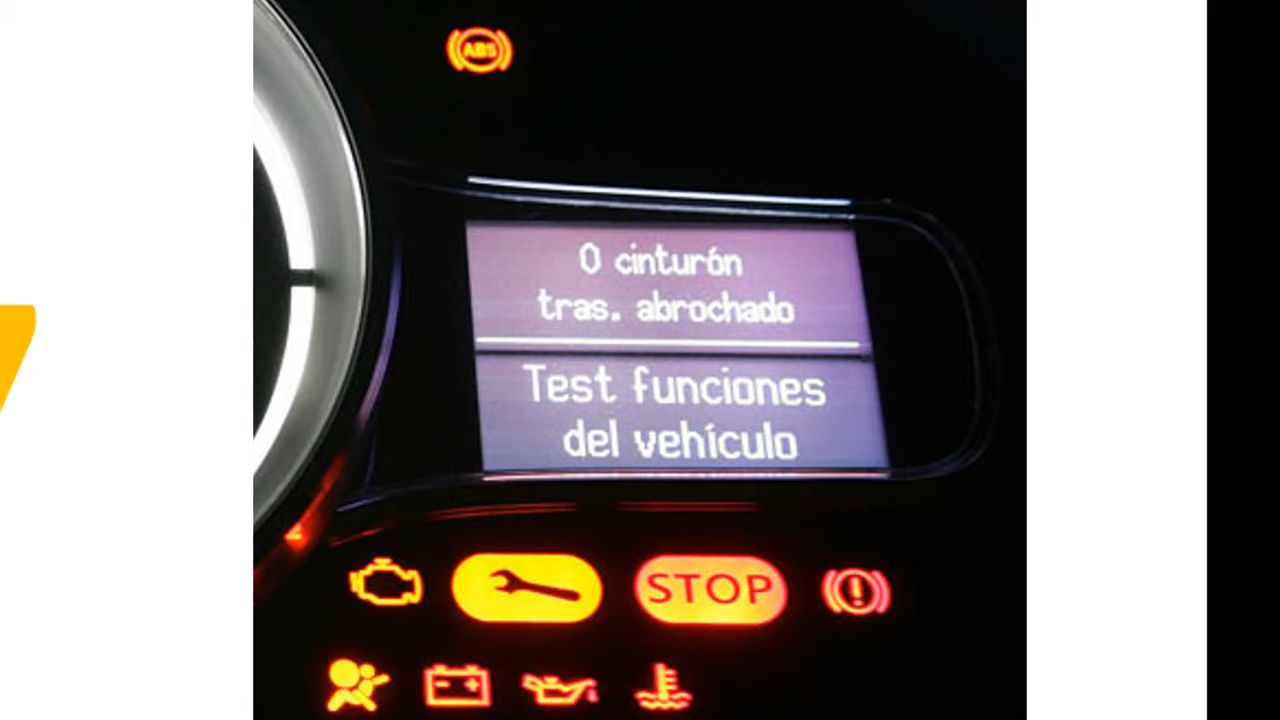 ABS
0 cinturón
tras. abrochado
Test funciones
del vehículo
STOP